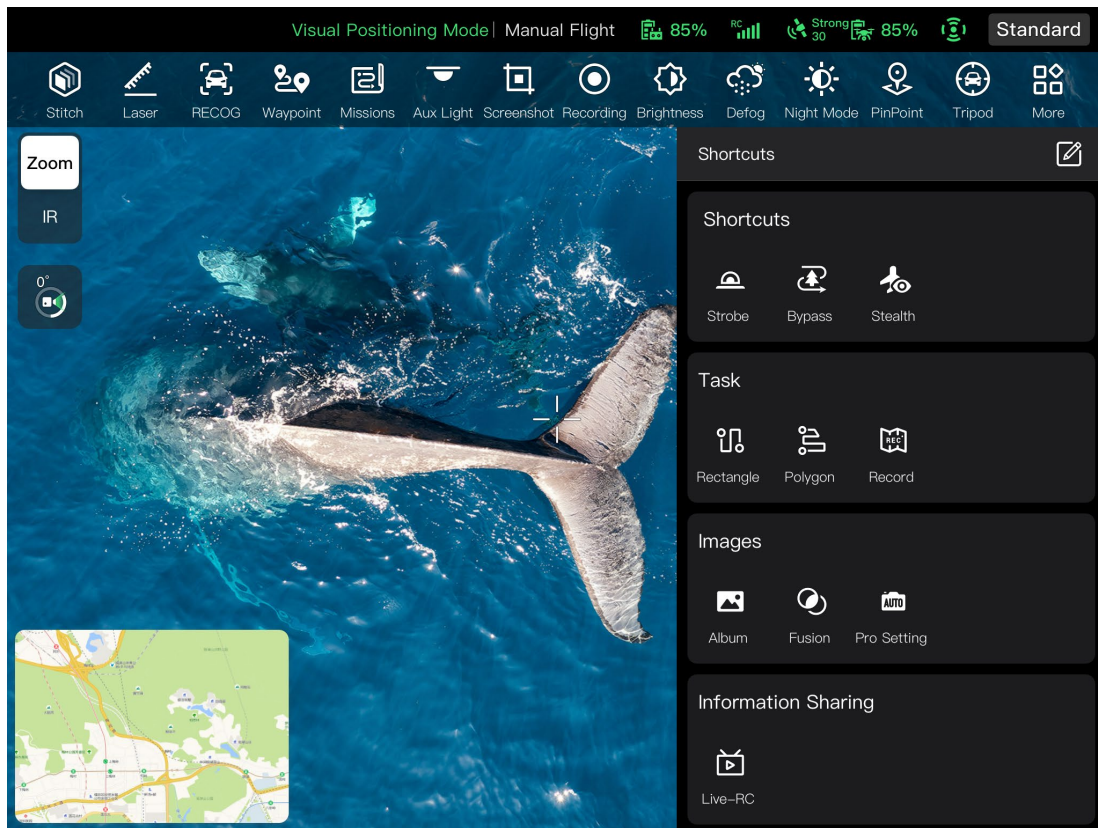 Visual Positioning Mode | Manual Flight 85% RC Strong 30 85% Standard
Stitch Laser RECOG Waypoint Missions Aux Light Screenshot Recording Brightness Defog Night Mode PinPoint Tripod More
Zoom
IR
0°
Shortcuts
Shortcuts
Strobe Bypass Stealth
Task
REC
Rectangle Polygon Record
Images
AUTO
Album Fusion Pro Setting
Information Sharing
Live-RC